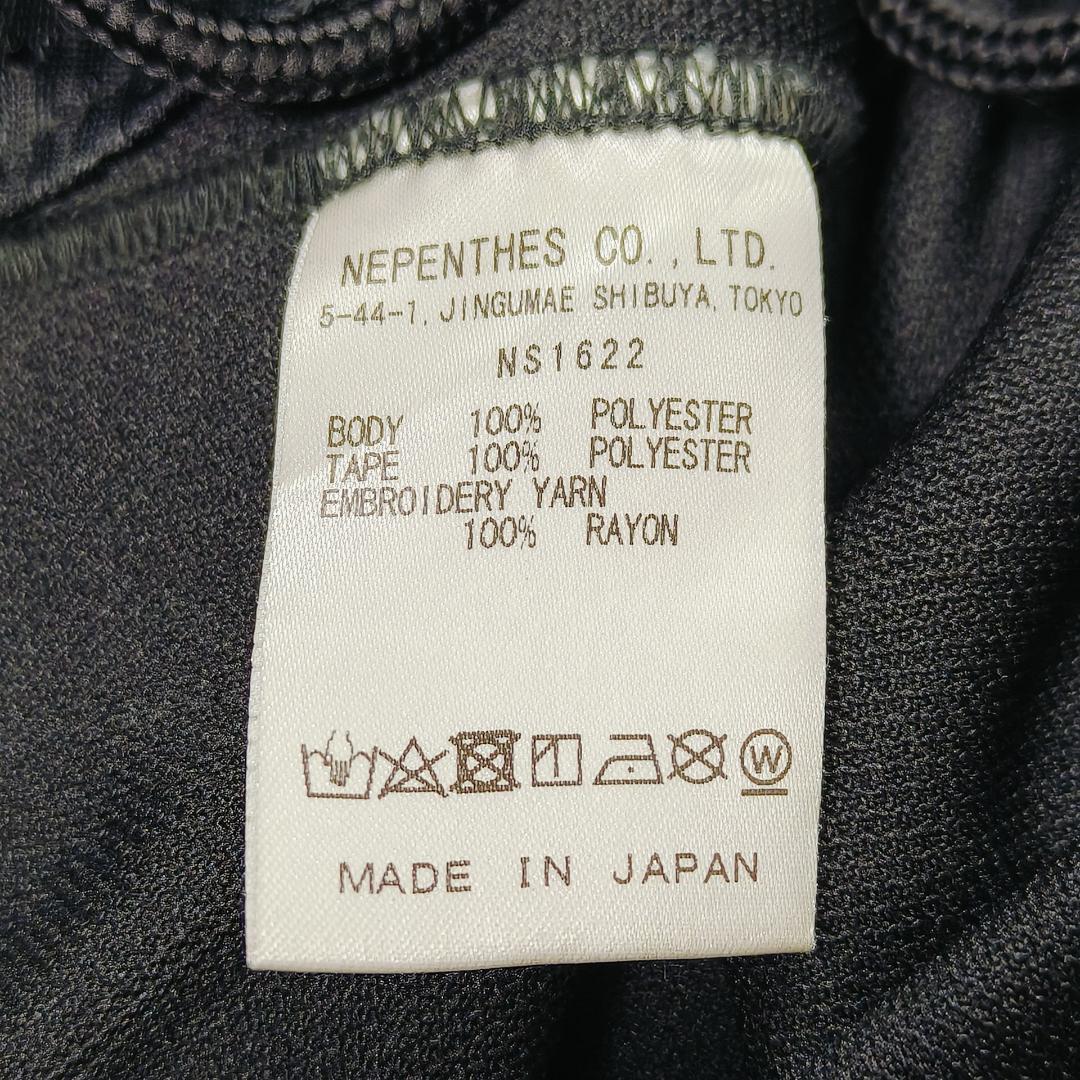 NEPENTHES CO., LTD.
5-44-1, JINGUMAE SHIBUYA, TOKYO
NS1622
BODY 100% POLYESTER
TAPE 100% POLYESTER
EMBROIDERY YARN
100% RAYON
W
MADE IN JAPAN